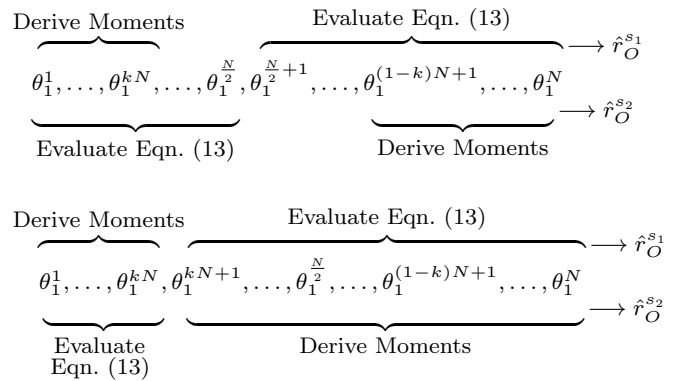 Derive Moments Evaluate Eqn. (13)
⟶ r̂_O^{s_1}
θ_1^1, …, θ_1^{kN}, …, θ_1^{N/2}, θ_1^{N/2+1}, …, θ_1^{(1−k)N+1}, …, θ_1^N
⟶ r̂_O^{s_2}
Evaluate Eqn. (13) Derive Moments
Derive Moments Evaluate Eqn. (13)
⟶ r̂_O^{s_1}
θ_1^1, …, θ_1^{kN}, θ_1^{kN+1}, …, θ_1^{N/2}, …, θ_1^{(1−k)N+1}, …, θ_1^N
⟶ r̂_O^{s_2}
Evaluate Derive Moments
Eqn. (13)